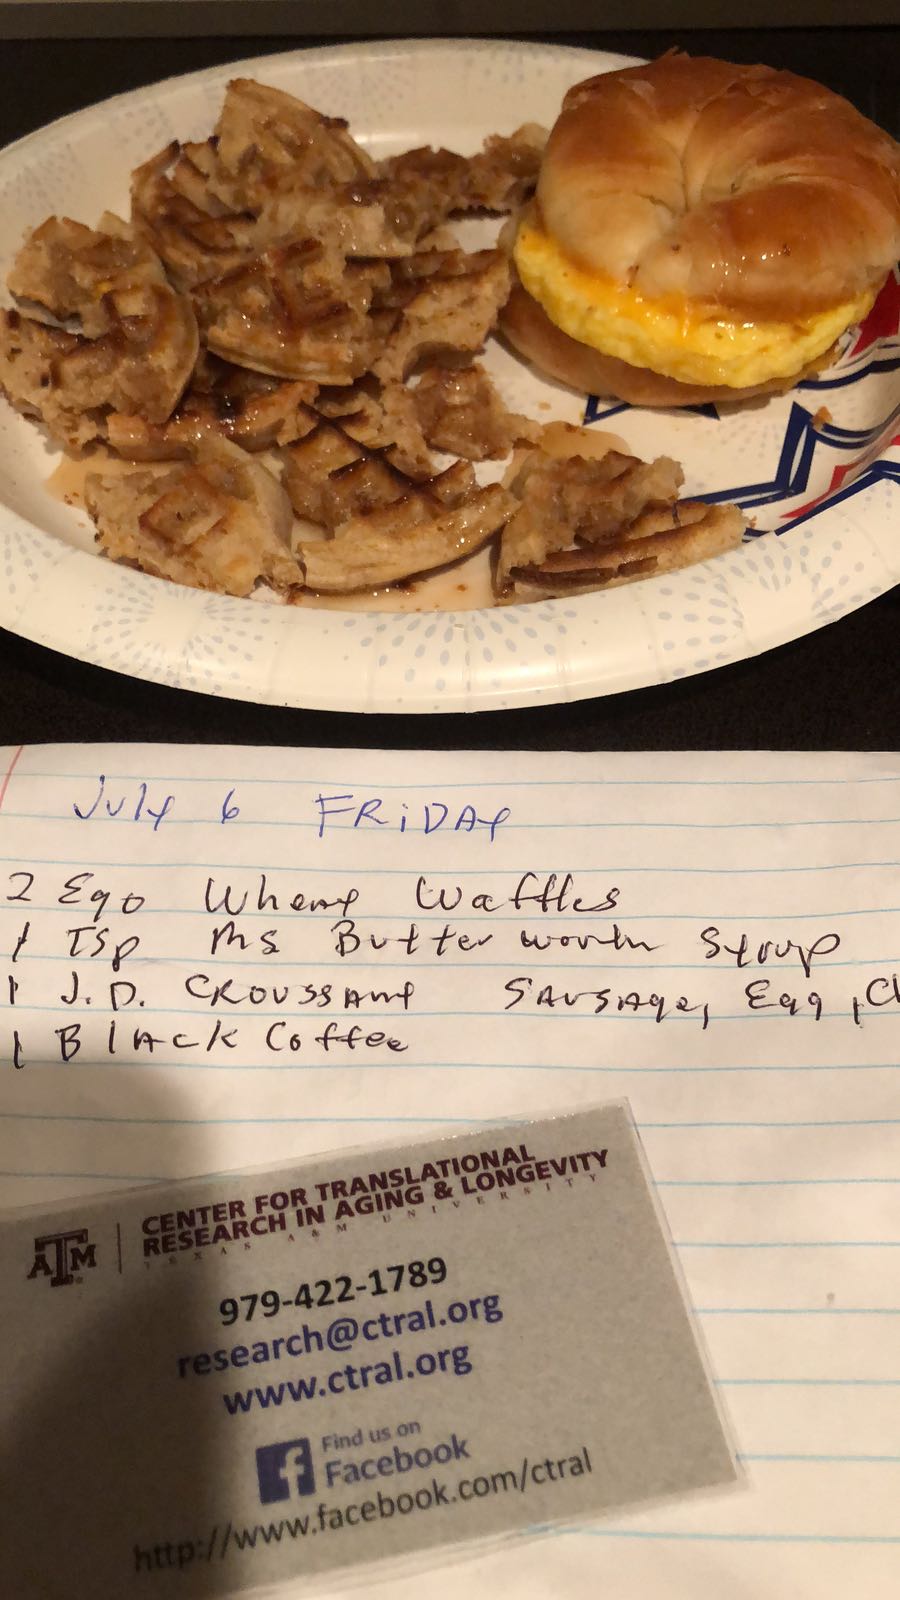 July 6 FRiDAy
2 Ego Wheat Waffles
1 Tsp Ms Butter worth Syrup
1 J.D. CROUSSANT SAUSAge, Egg, Ch
1 BlAcK Coffee
ATM
CENTER FOR TRANSLATIONAL
RESEARCH IN AGING & LONGEVITY
TEXAS A&M UNIVERSITY
979-422-1789
research@ctral.org
www.ctral.org
f Find us on
Facebook
http://www.facebook.com/ctral